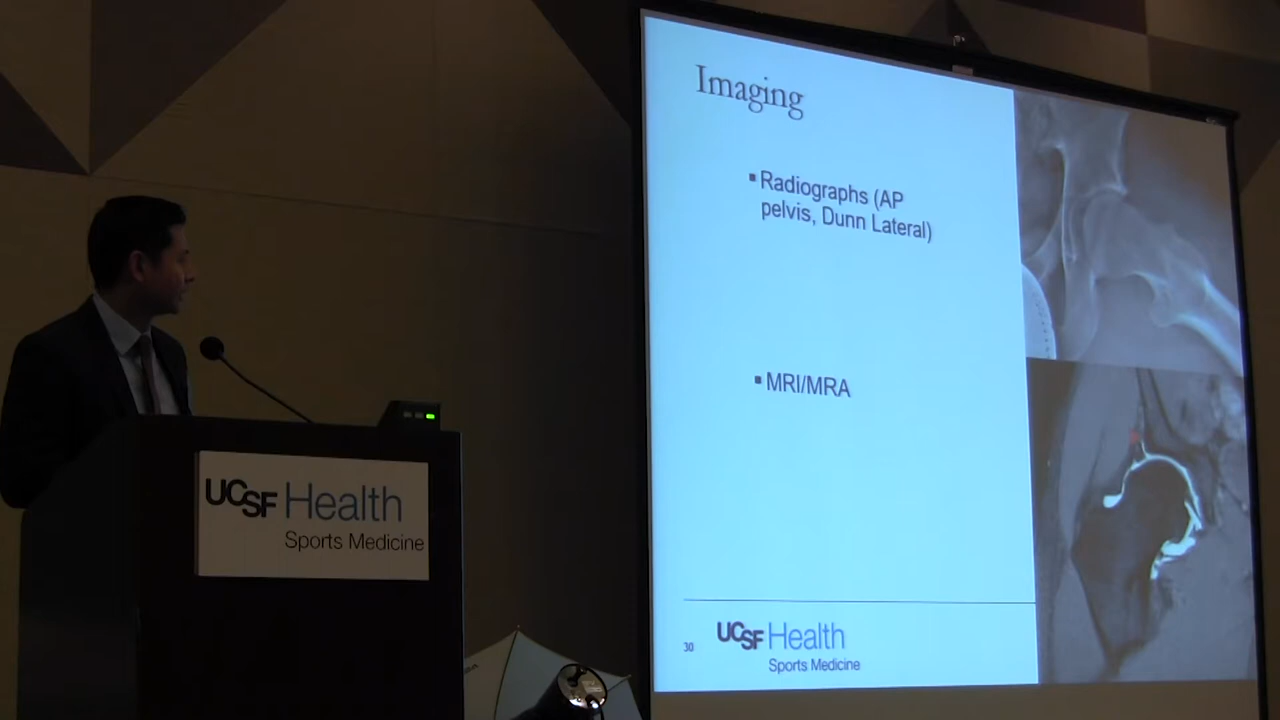 Imaging
▪ Radiographs (AP
pelvis, Dunn Lateral)
▪ MRI/MRA
30
UCSF Health
Sports Medicine
UCSF Health
Sports Medicine